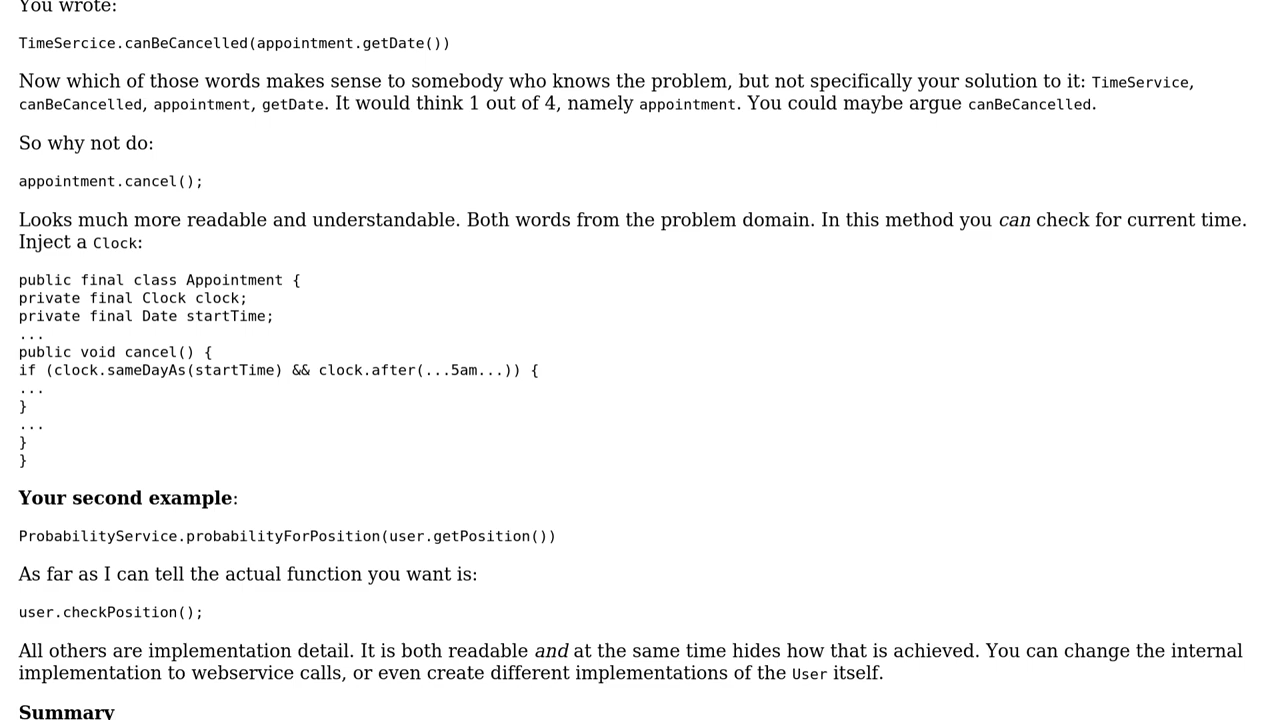 You wrote:
TimeSercice.canBeCancelled(appointment.getDate())
Now which of those words makes sense to somebody who knows the problem, but not specifically your solution to it: TimeService,
canBeCancelled, appointment, getDate. It would think 1 out of 4, namely appointment. You could maybe argue canBeCancelled.
So why not do:
appointment.cancel();
Looks much more readable and understandable. Both words from the problem domain. In this method you can check for current time.
Inject a Clock:
public final class Appointment {
private final Clock clock;
private final Date startTime;
...
public void cancel() {
if (clock.sameDayAs(startTime) && clock.after(...5am...)) {
...
}
...
}
}
Your second example:
ProbabilityService.probabilityForPosition(user.getPosition())
As far as I can tell the actual function you want is:
user.checkPosition();
All others are implementation detail. It is both readable and at the same time hides how that is achieved. You can change the internal
implementation to webservice calls, or even create different implementations of the User itself.
Summary